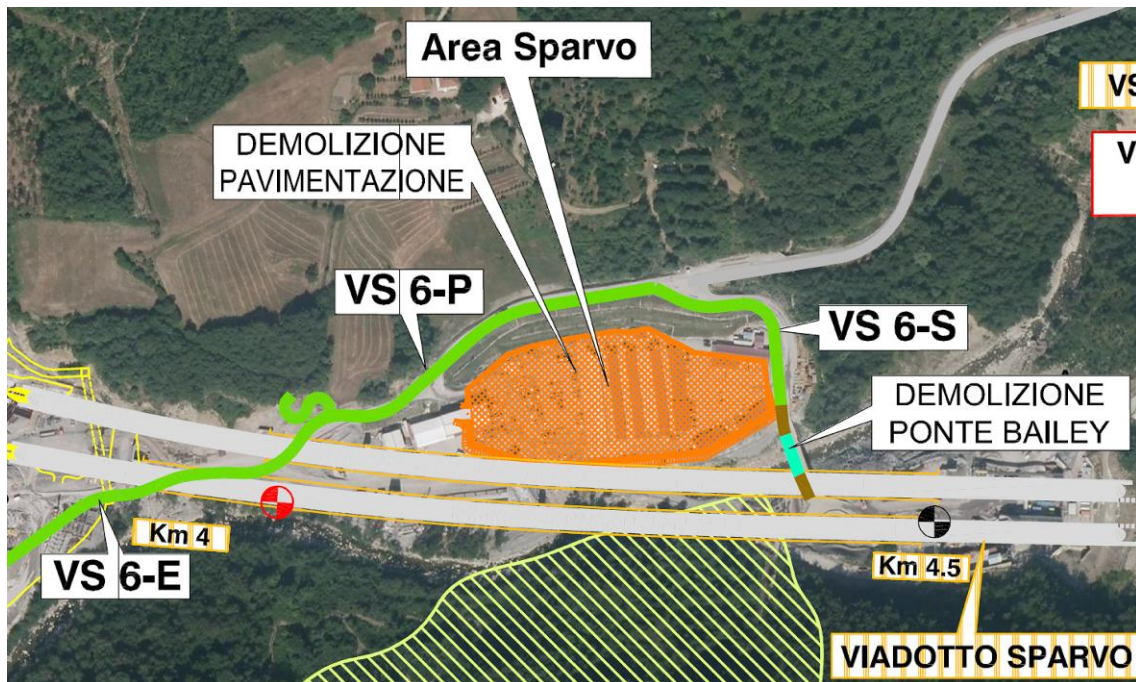 Area Sparvo
VS
V
DEMOLIZIONE
PAVIMENTAZIONE
VS 6-P
VS 6-S
DEMOLIZIONE
PONTE BAILEY
Km 4
Km 4.5
VS 6-E
VIADOTTO SPARVO